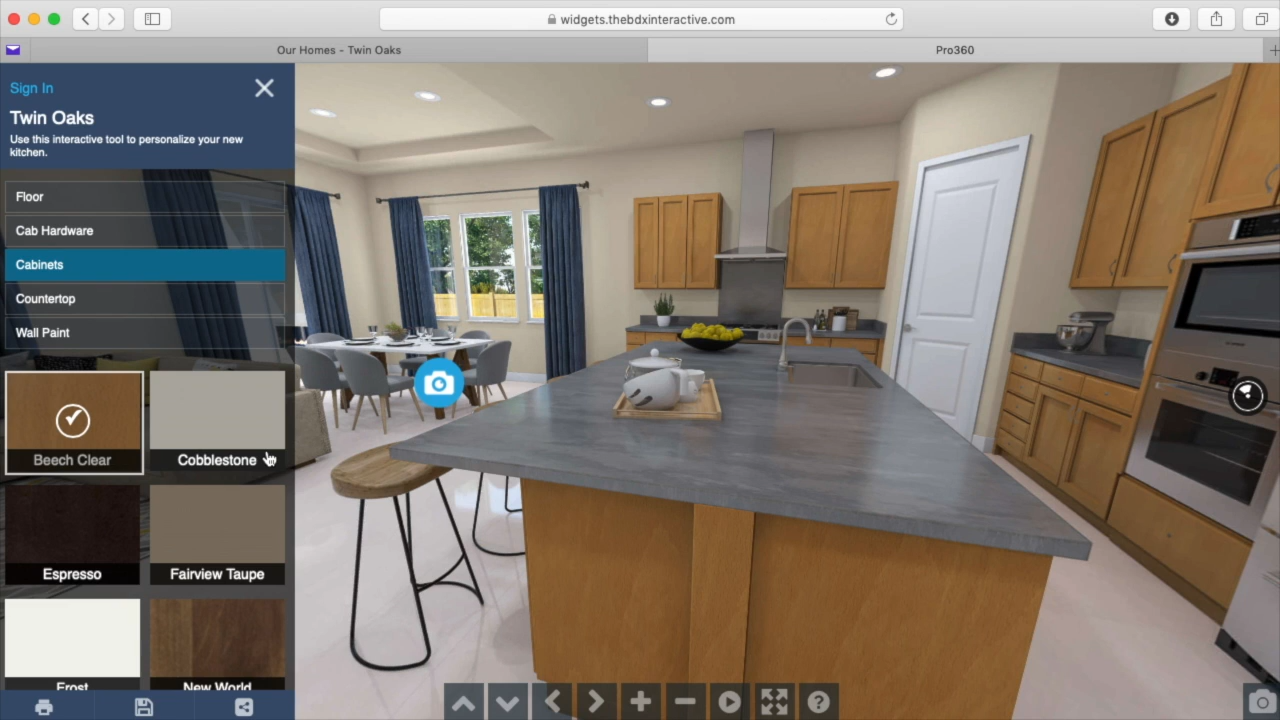 widgets.thebdxinteractive.com
Our Homes - Twin Oaks
Pro360
Sign In
Twin Oaks
Use this interactive tool to personalize your new
kitchen.
Floor
Cab Hardware
Cabinets
Countertop
Wall Paint
Beech Clear
Cobblestone
Espresso
Fairview Taupe
Frost
New World